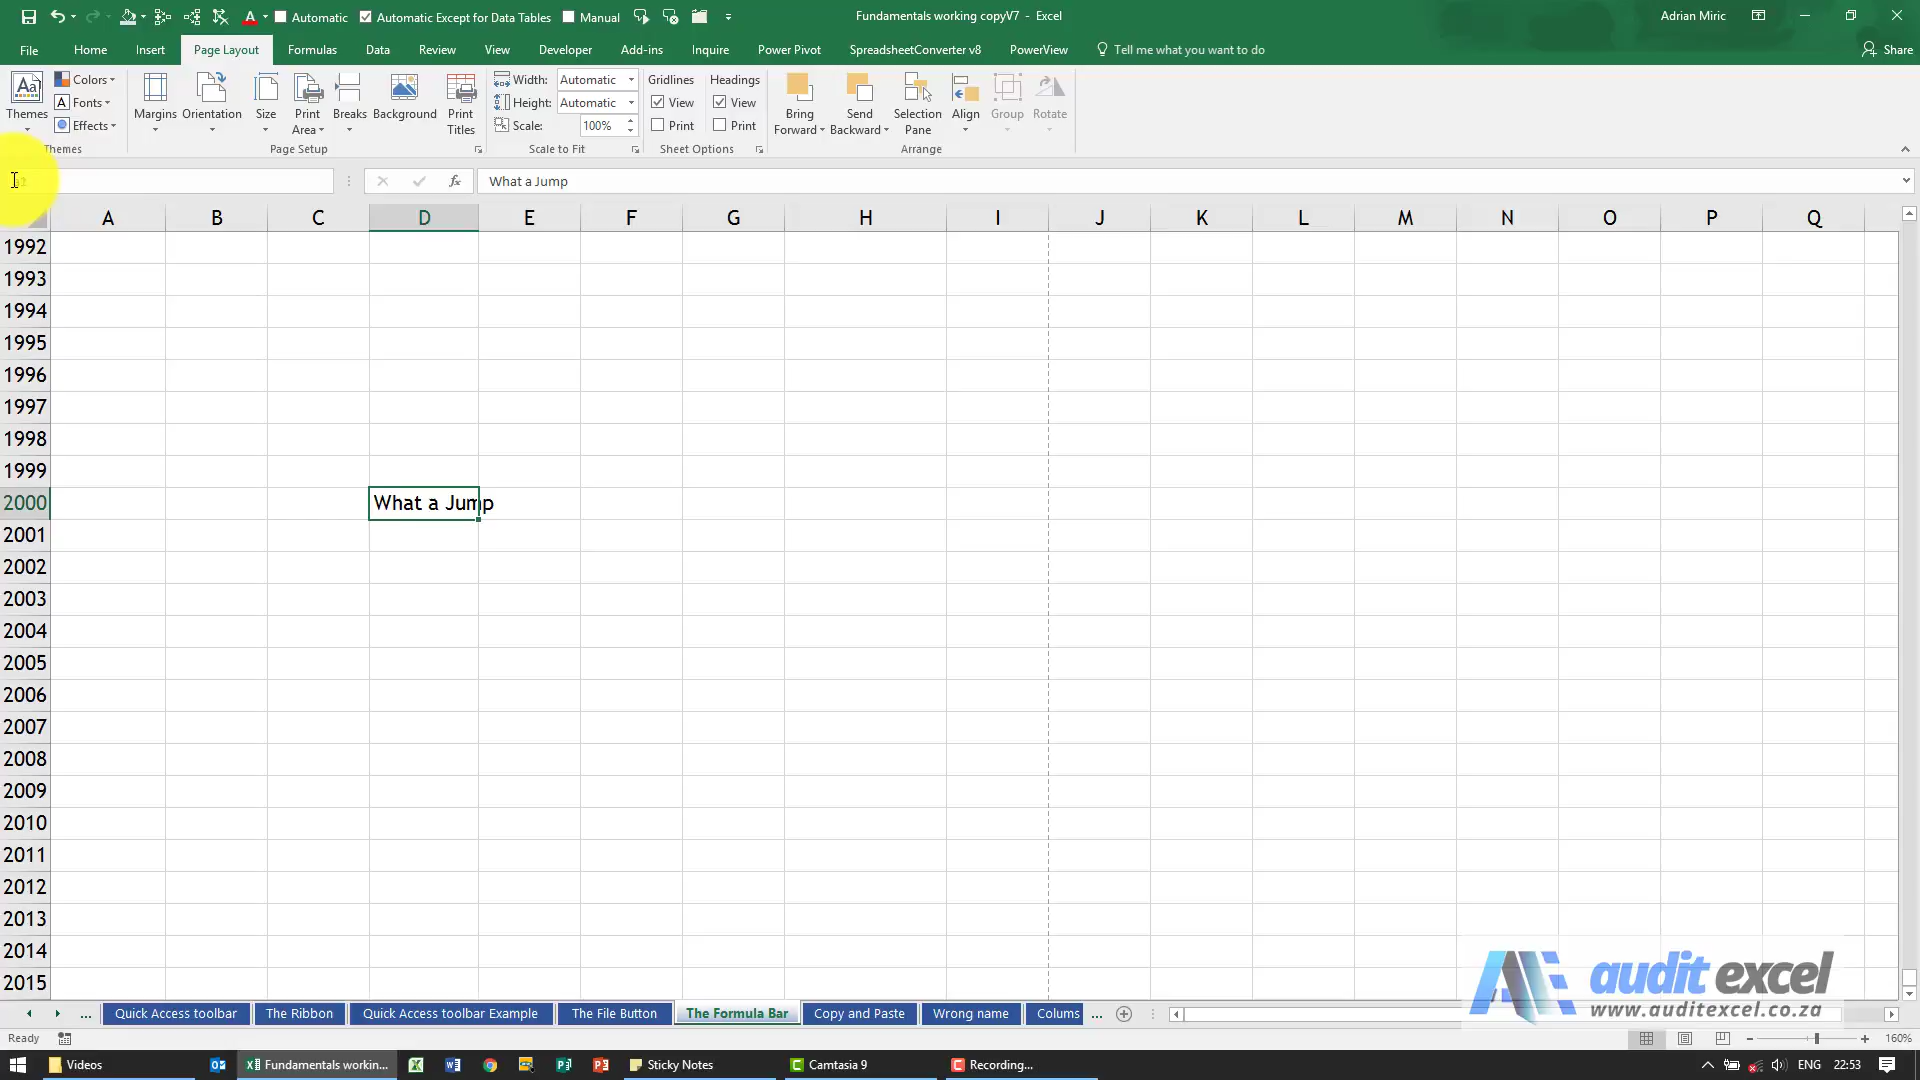 Automatic Automatic Except for Data Tables Manual Fundamentals working copyV7 - Excel Adrian Miric
File Home Insert Page Layout Formulas Data Review View Developer Add-ins Inquire Power Pivot SpreadsheetConverter v8 PowerView Tell me what you want to do Share
Colors Width: Automatic Gridlines Headings
Fonts Height: Automatic View View
Themes Effects Margins Orientation Size Print Area Breaks Background Print Titles Scale: 100% Print Print Bring Forward Send Backward Selection Pane Align Group Rotate
Themes Page Setup Scale to Fit Sheet Options Arrange
fx What a Jump
A B C D E F G H I J K L M N O P Q
1992
1993
1994
1995
1996
1997
1998
1999
2000 What a Jump
2001
2002
2003
2004
2005
2006
2007
2008
2009
2010
2011
2012
2013
2014
2015
audit excel
www.auditexcel.co.za
... Quick Access toolbar The Ribbon Quick Access toolbar Example The File Button The Formula Bar Copy and Paste Wrong name Colums ...
Ready 160%
Videos Fundamentals workin... Sticky Notes Camtasia 9 Recording... ENG 22:53